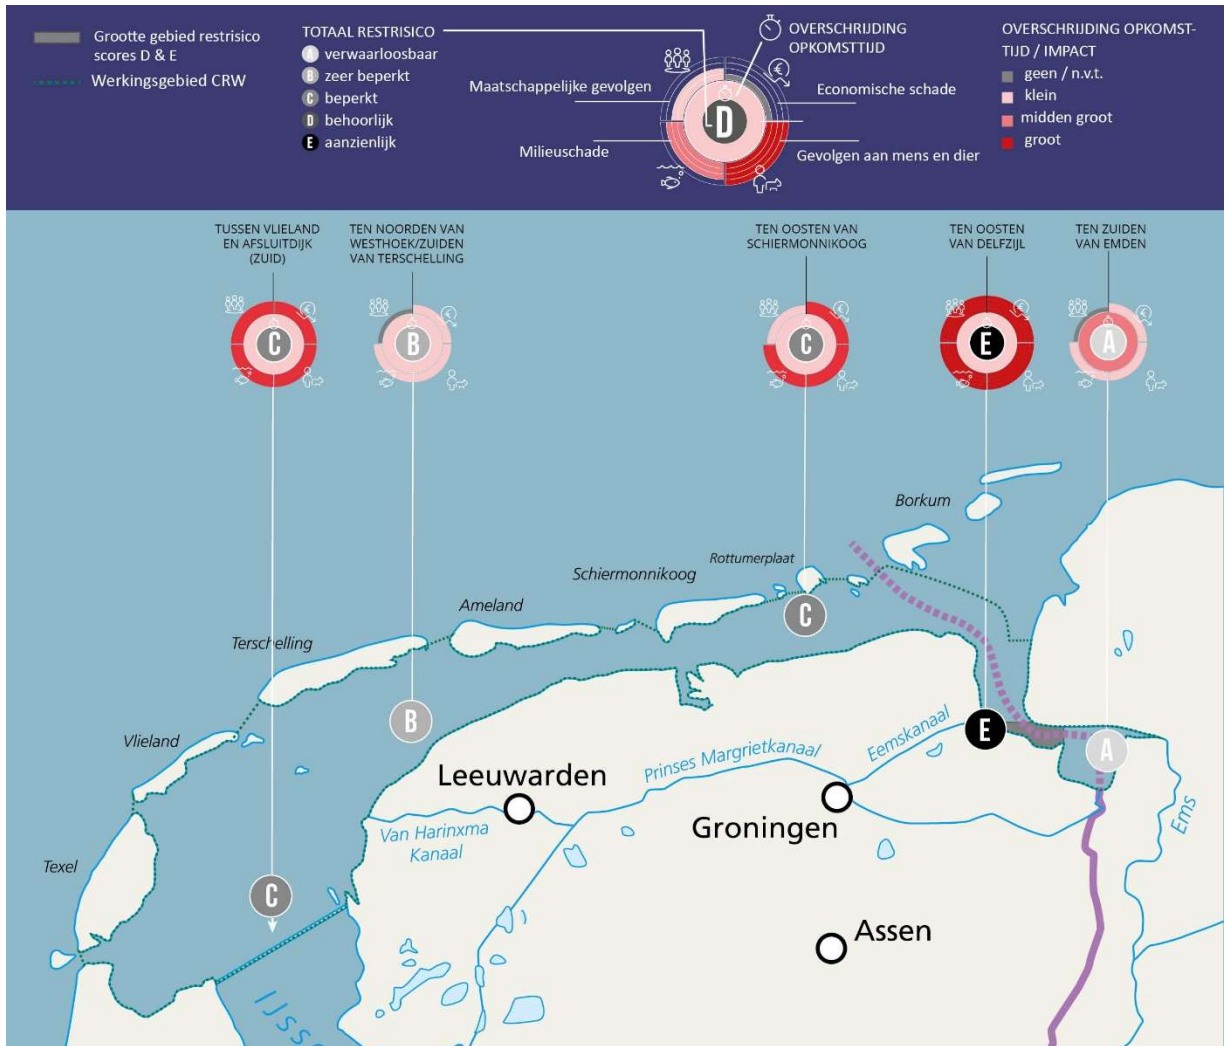 Grootte gebied restrisico
scores D & E
Werkingsgebied CRW
TOTAAL RESTRISICO
A verwaarloosbaar
B zeer beperkt
C beperkt
D behoorlijk
E aanzienlijk
OVERSCHRIJDING
OPKOMSTTIJD
Maatschappelijke gevolgen
Economische schade
D
Milieuschade
Gevolgen aan mens en dier
OVERSCHRIJDING OPKOMST-
TIJD / IMPACT
geen / n.v.t.
klein
midden groot
groot
TUSSEN VLIELAND
EN AFSLUITDIJK
(ZUID)
C
TEN NOORDEN VAN
WESTHOEK/ZUIDEN
VAN TERSCHELLING
B
TEN OOSTEN VAN
SCHIERMONNIKOOG
C
TEN OOSTEN
VAN DELFZIJL
E
TEN ZUIDEN
VAN EMDEN
A
Borkum
Rottumerplaat
Schiermonnikoog
C
Ameland
Terschelling
B
Vlieland
E
A
Eemskanaal
Prinses Margrietkanaal
Leeuwarden
Groningen
Ems
Van Harinxma
Kanaal
Texel
C
Assen
IJss